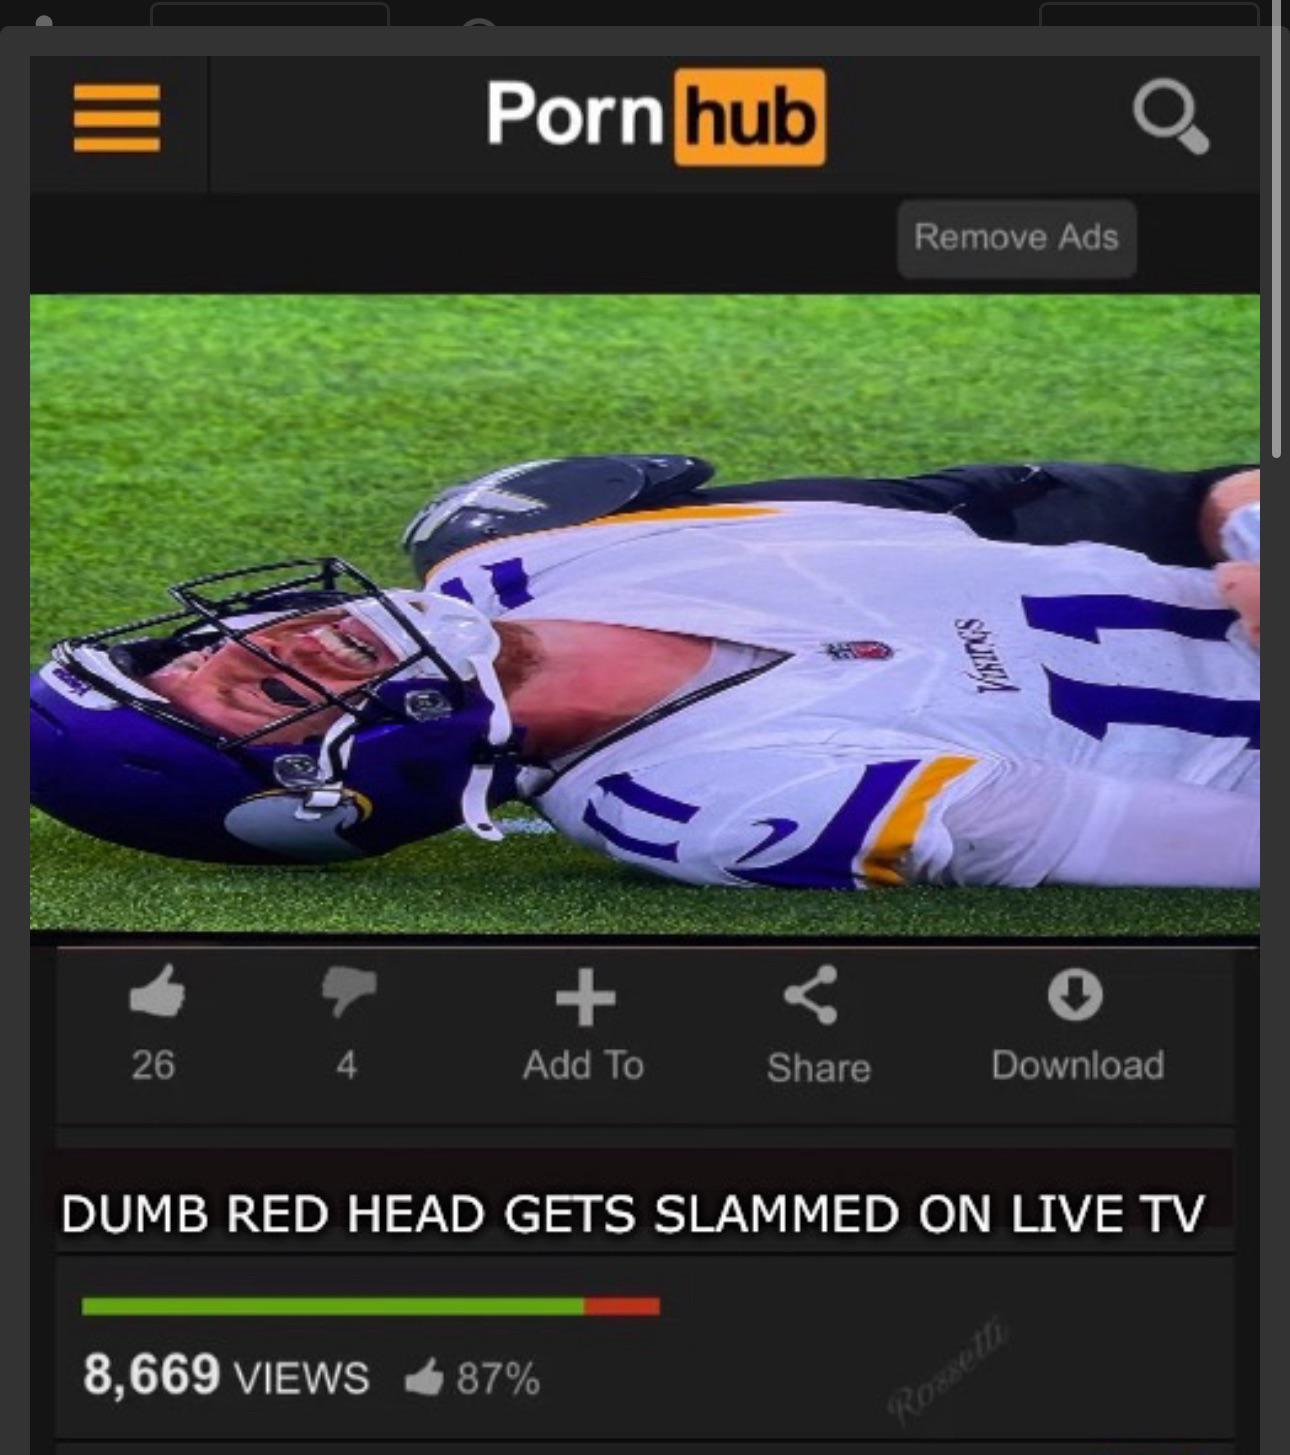 Porn hub
Remove Ads
VIKINGS
11
11
26
4
Add To
Share
Download
DUMB RED HEAD GETS SLAMMED ON LIVE TV
8,669 VIEWS 87%
Rossetti